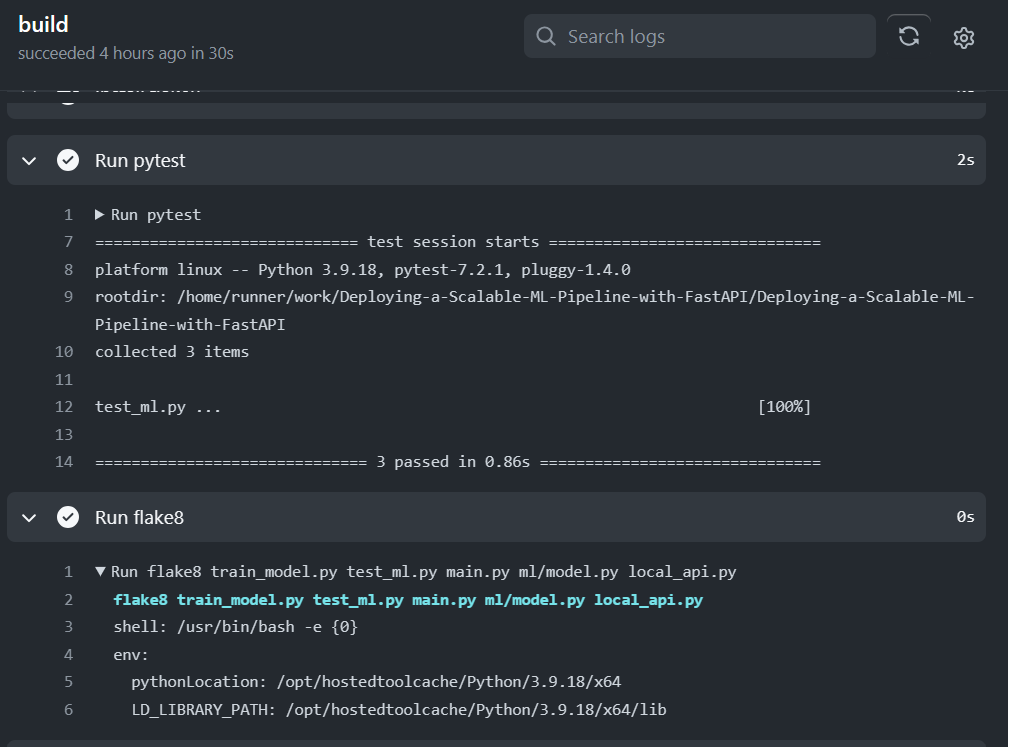 build
succeeded 4 hours ago in 30s
Search logs
Run pytest 2s
1 Run pytest
7 ============================= test session starts ==============================
8 platform linux -- Python 3.9.18, pytest-7.2.1, pluggy-1.4.0
9 rootdir: /home/runner/work/Deploying-a-Scalable-ML-Pipeline-with-FastAPI/Deploying-a-Scalable-ML-
Pipeline-with-FastAPI
10 collected 3 items
11
12 test_ml.py ... [100%]
13
14 ============================== 3 passed in 0.86s ===============================
Run flake8 0s
1 Run flake8 train_model.py test_ml.py main.py ml/model.py local_api.py
2 flake8 train_model.py test_ml.py main.py ml/model.py local_api.py
3 shell: /usr/bin/bash -e {0}
4 env:
5 pythonLocation: /opt/hostedtoolcache/Python/3.9.18/x64
6 LD_LIBRARY_PATH: /opt/hostedtoolcache/Python/3.9.18/x64/lib